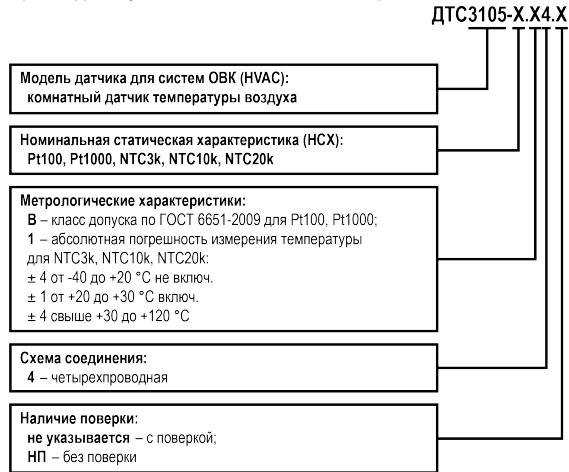 ДТС3105-Х.Х4.Х
Модель датчика для систем ОВК (HVAC):
комнатный датчик температуры воздуха
Номинальная статическая характеристика (НСХ):
Pt100, Pt1000, NTC3k, NTC10k, NTC20k
Метрологические характеристики:
В – класс допуска по ГОСТ 6651-2009 для Pt100, Pt1000;
1 – абсолютная погрешность измерения температуры
для NTC3k, NTC10k, NTC20k:
± 4 от -40 до +20 °С не включ.
± 1 от +20 до +30 °С включ.
± 4 свыше +30 до +120 °С
Схема соединения:
4 – четырехпроводная
Наличие поверки:
не указывается – с поверкой;
НП – без поверки